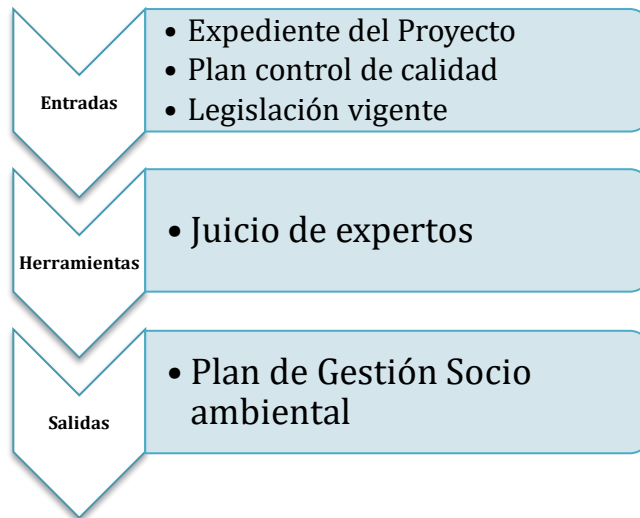 Entradas
• Expediente del Proyecto
• Plan control de calidad
• Legislación vigente
Herramientas
• Juicio de expertos
Salidas
• Plan de Gestión Socio
ambiental